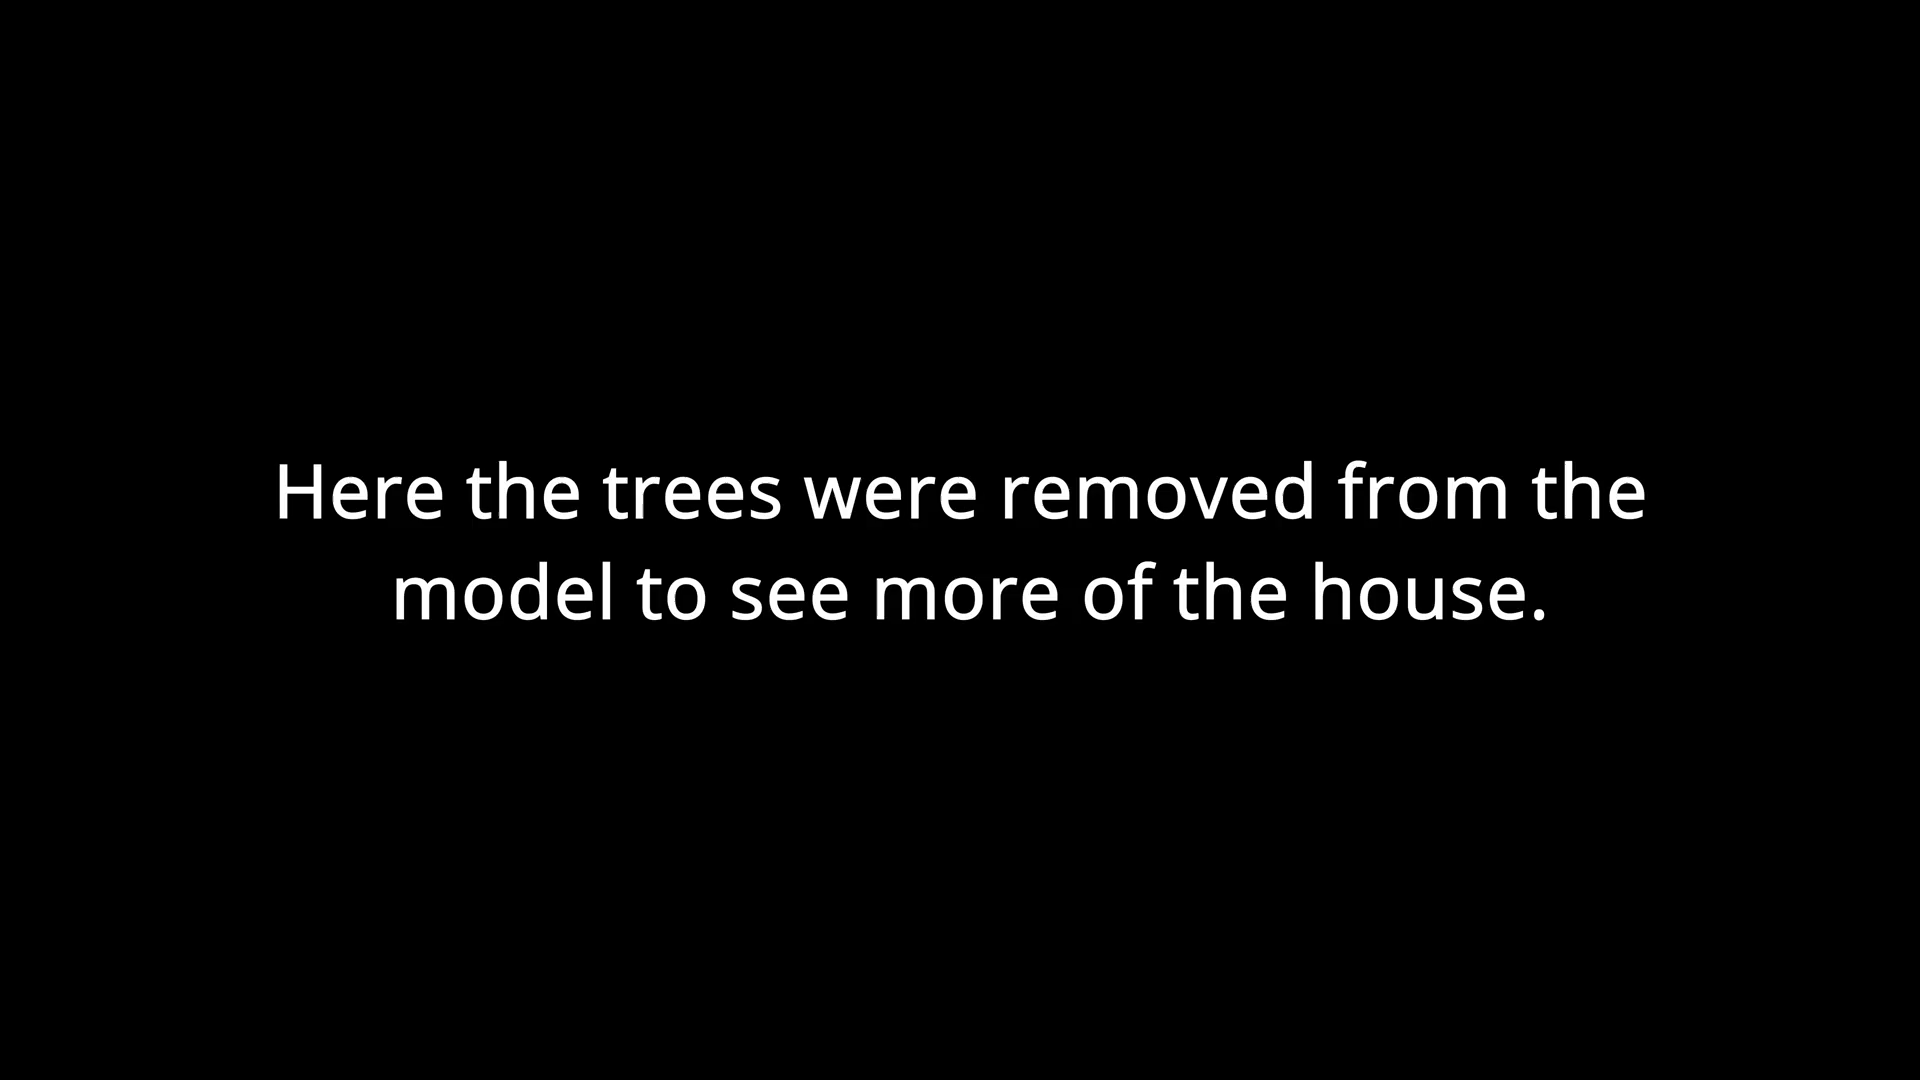 Here the trees were removed from the
model to see more of the house.